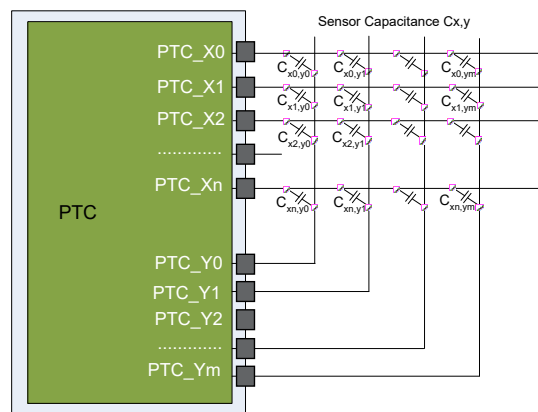 Sensor Capacitance Cx,y
PTC_X0
Cx0,y0 Cx0,y1 Cx0,ym
PTC_X1
Cx1,y0 Cx1,y1 Cx1,ym
PTC_X2
Cx2,y0 Cx2,y1
..............
PTC_Xn
Cxn,y0 Cxn,y1 Cxn,ym
PTC
PTC_Y0
PTC_Y1
PTC_Y2
..............
PTC_Ym